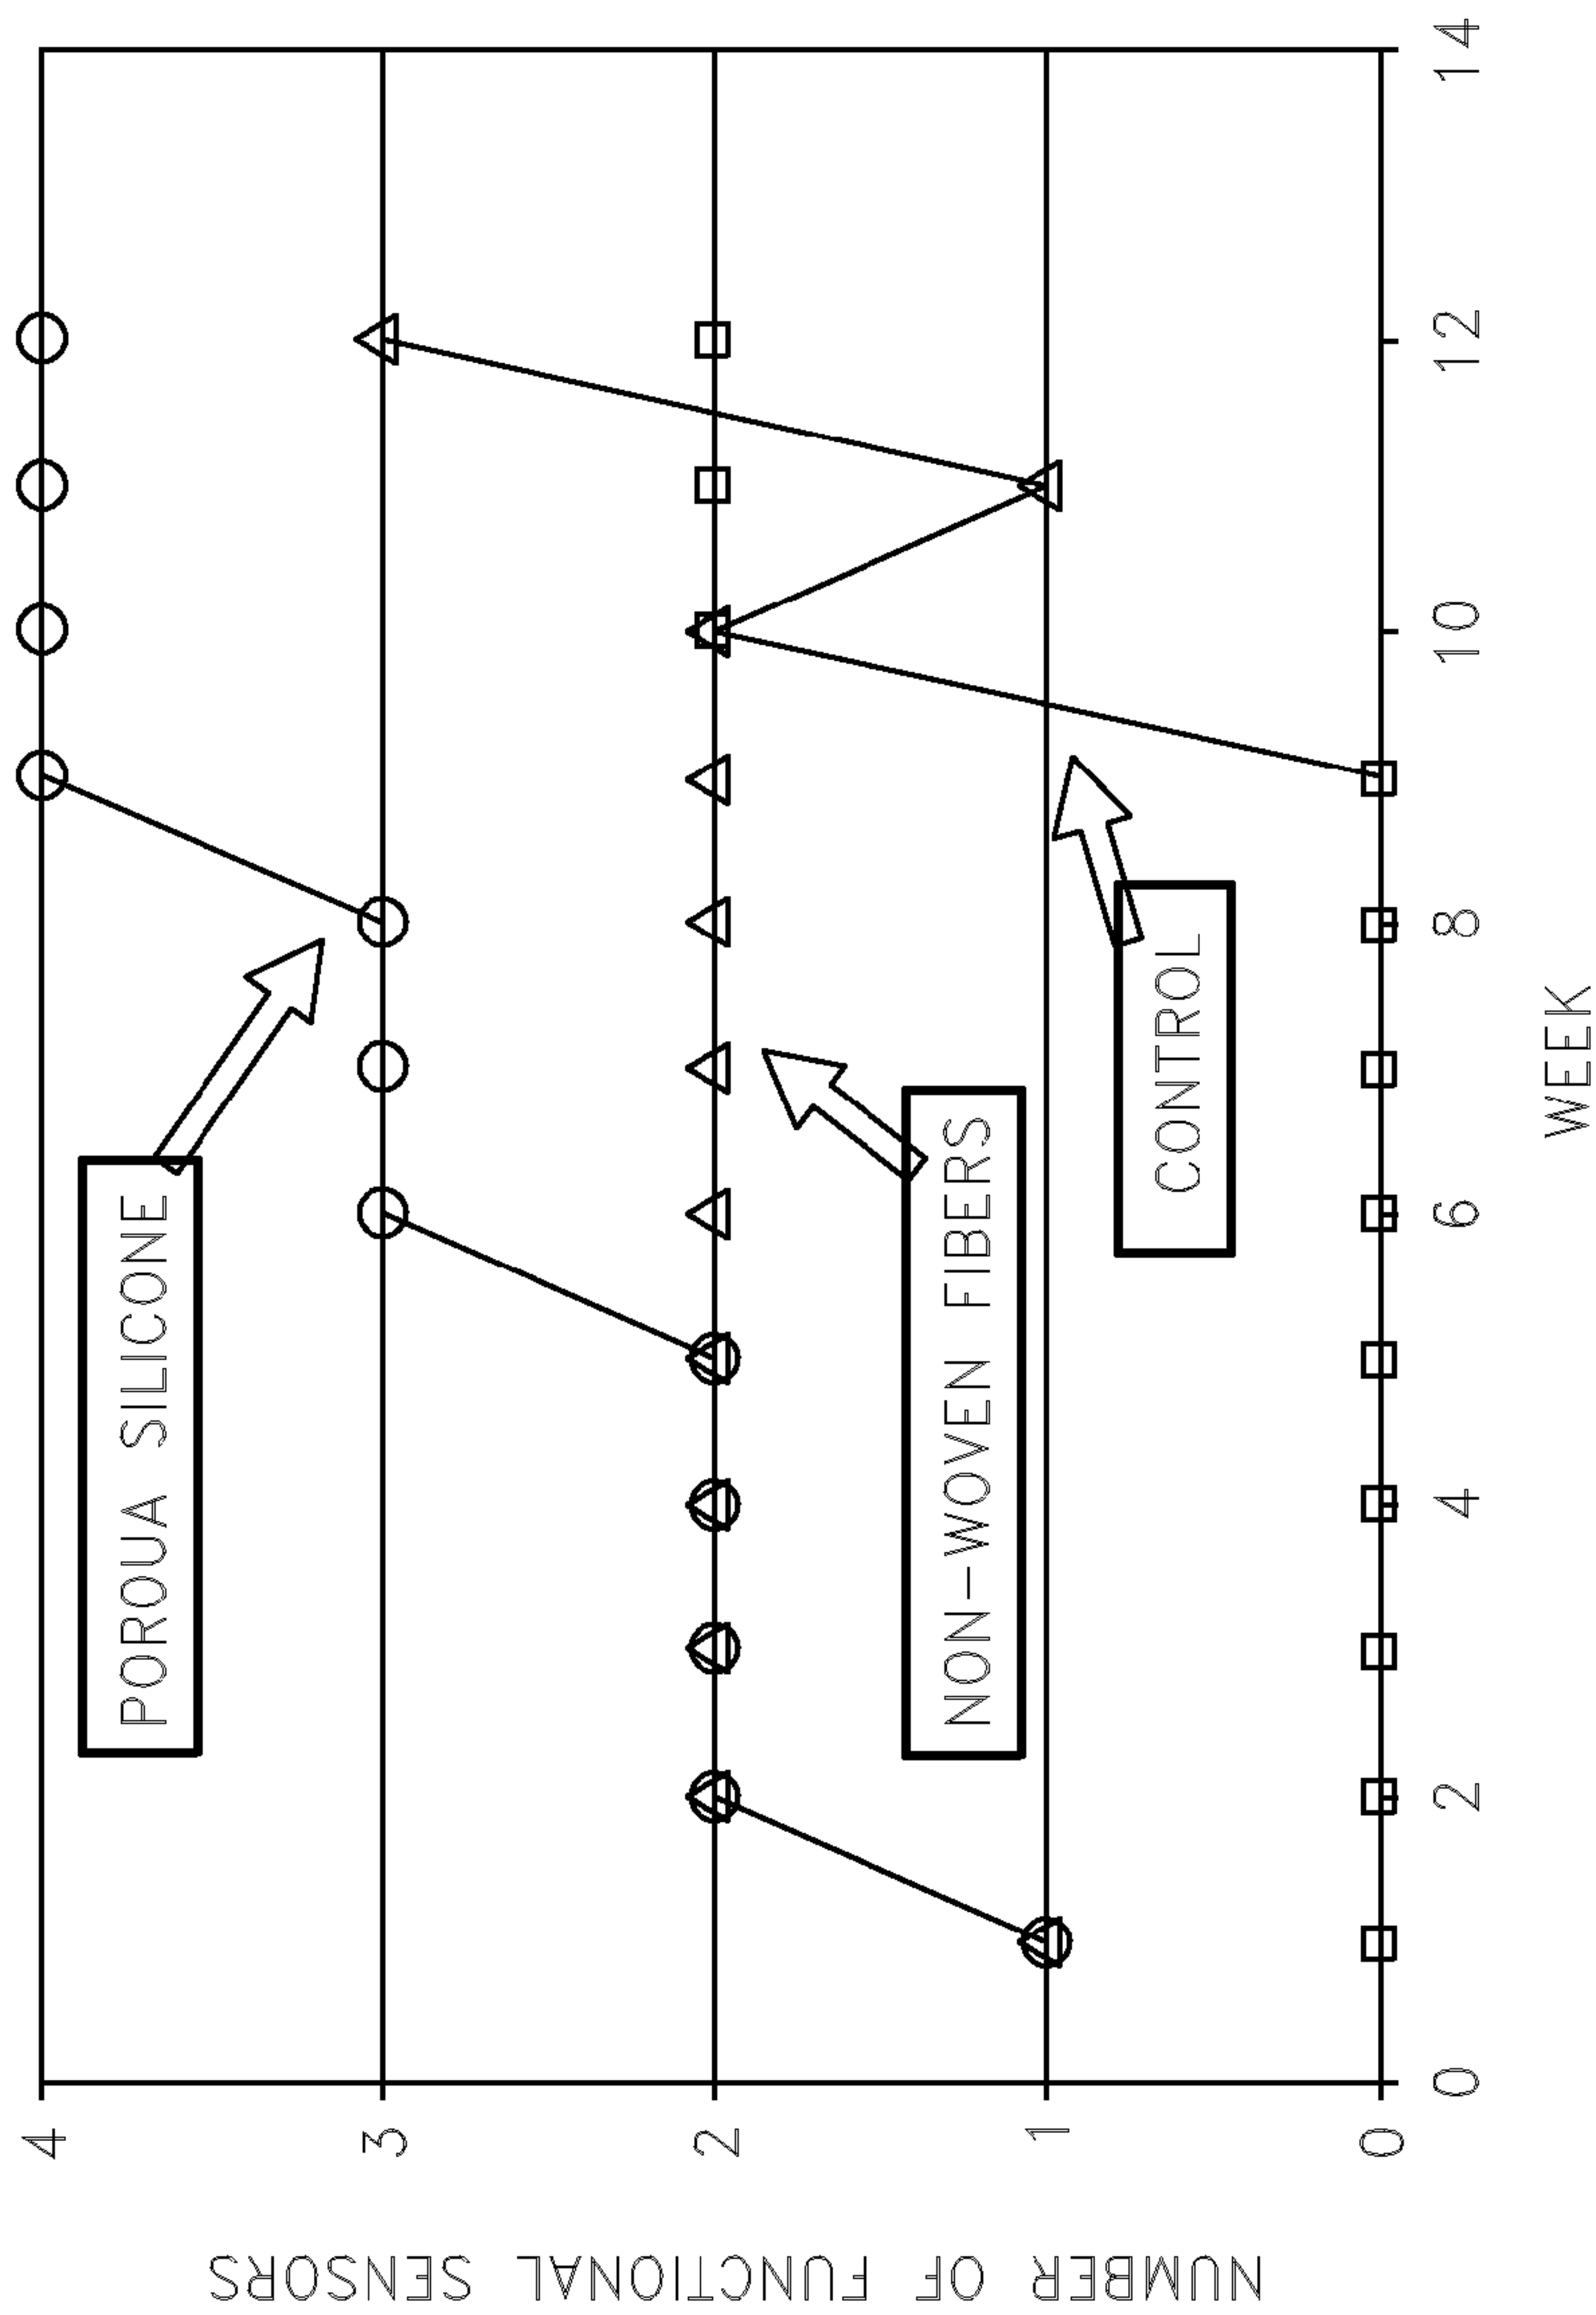 NUMBER OF FUNCTIONAL SENSORS
4
3
2
1
0
POROUA SILICONE
NON-WOVEN FIBERS
CONTROL
0 2 4 6 8 10 12 14
WEEK